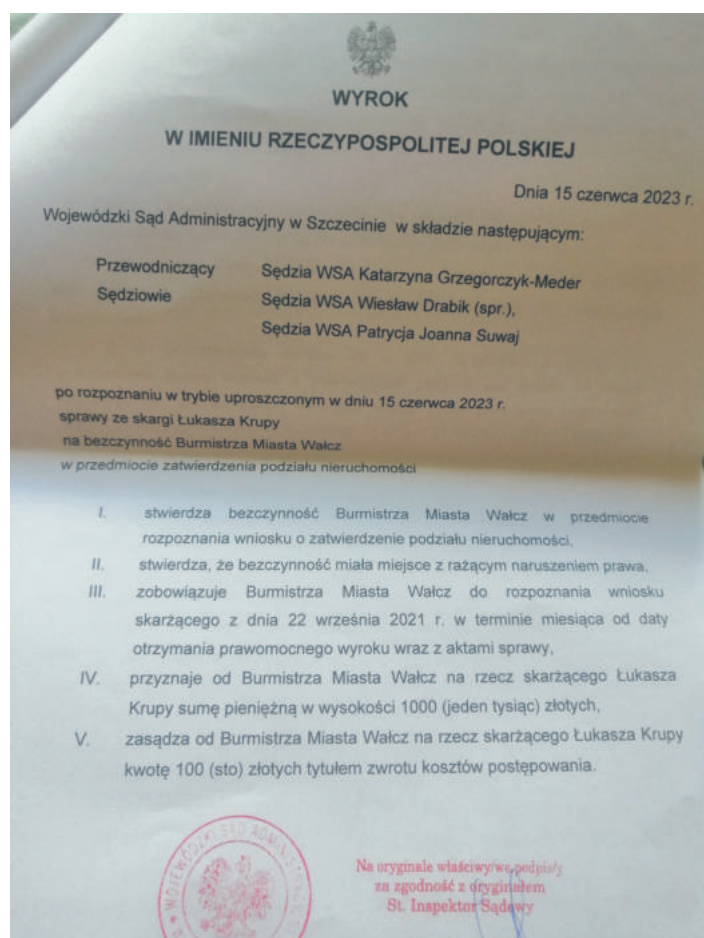 WYROK
W IMIENIU RZECZYPOSPOLITEJ POLSKIEJ
Dnia 15 czerwca 2023 r.
Wojewódzki Sąd Administracyjny w Szczecinie w składzie następującym:
Przewodniczący Sędzia WSA Katarzyna Grzegorczyk-Meder
Sędziowie Sędzia WSA Wiesław Drabik (spr.),
Sędzia WSA Patrycja Joanna Suwaj
po rozpoznaniu w trybie uproszczonym w dniu 15 czerwca 2023 r.
sprawy ze skargi Łukasza Krupy
na bezczynność Burmistrza Miasta Wałcz
w przedmiocie zatwierdzenia podziału nieruchomości
I. stwierdza bezczynność Burmistrza Miasta Wałcz w przedmiocie
rozpoznania wniosku o zatwierdzenie podziału nieruchomości,
II. stwierdza, że bezczynność miała miejsce z rażącym naruszeniem prawa,
III. zobowiązuje Burmistrza Miasta Wałcz do rozpoznania wniosku
skarżącego z dnia 22 września 2021 r. w terminie miesiąca od daty
otrzymania prawomocnego wyroku wraz z aktami sprawy,
IV. przyznaje od Burmistrza Miasta Wałcz na rzecz skarżącego Łukasza
Krupy sumę pieniężną w wysokości 1000 (jeden tysiąc) złotych,
V. zasądza od Burmistrza Miasta Wałcz na rzecz skarżącego Łukasza Krupy
kwotę 100 (sto) złotych tytułem zwrotu kosztów postępowania.
WOJEWÓDZKI SĄD
Na oryginale właściwy/we podpis/y
za zgodność z oryginałem
St. Inspektor Sądowy